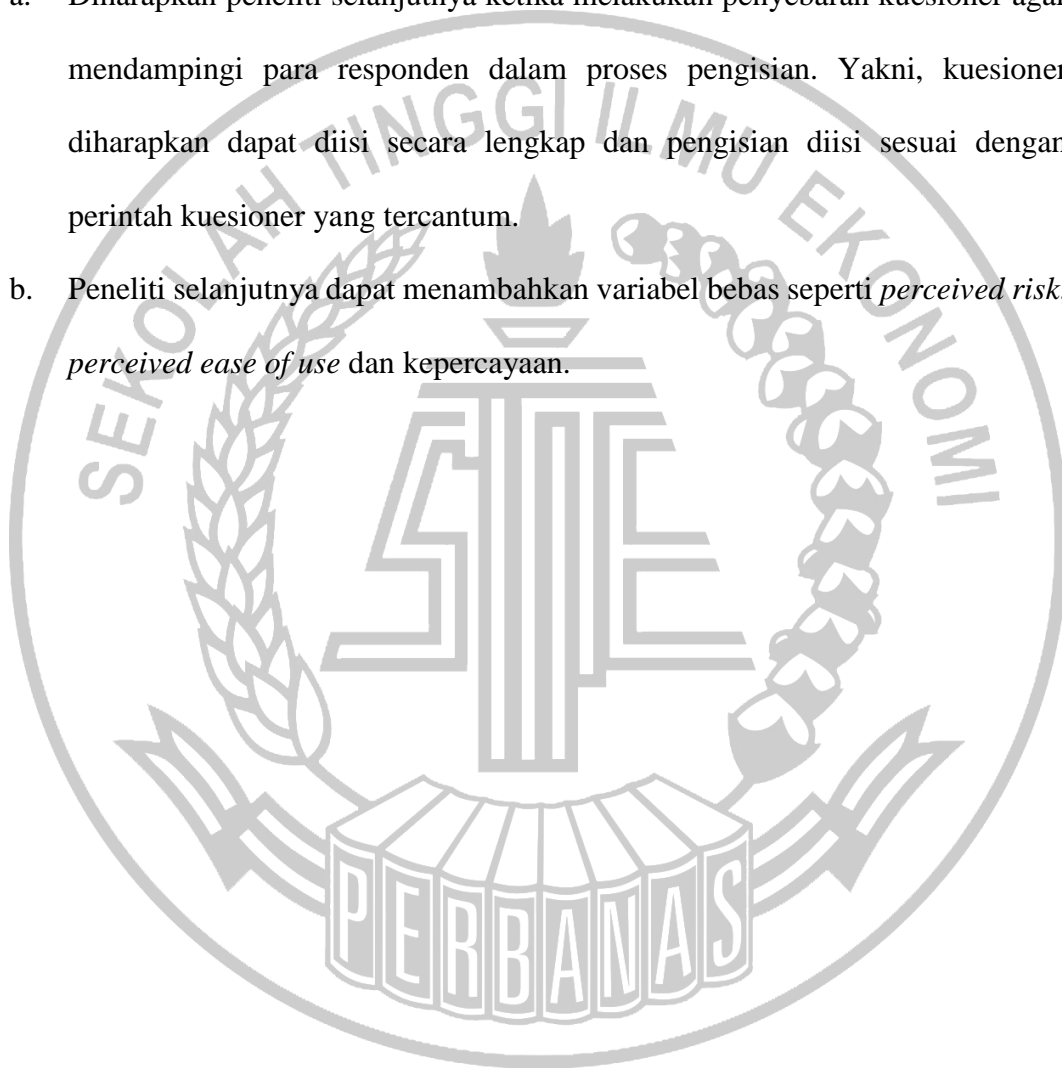 a. Diharapkan peneliti selanjutnya ketika melakukan penyebaran kuesioner agar
mendampingi para responden dalam proses pengisian. Yakni, kuesioner
diharapkan dapat diisi secara lengkap dan pengisian diisi sesuai dengan
perintah kuesioner yang tercantum.
b. Peneliti selanjutnya dapat menambahkan variabel bebas seperti perceived risk
perceived ease of use dan kepercayaan.
SEKOLAH TINGGI ILMU EKONOMI
PERBANAS